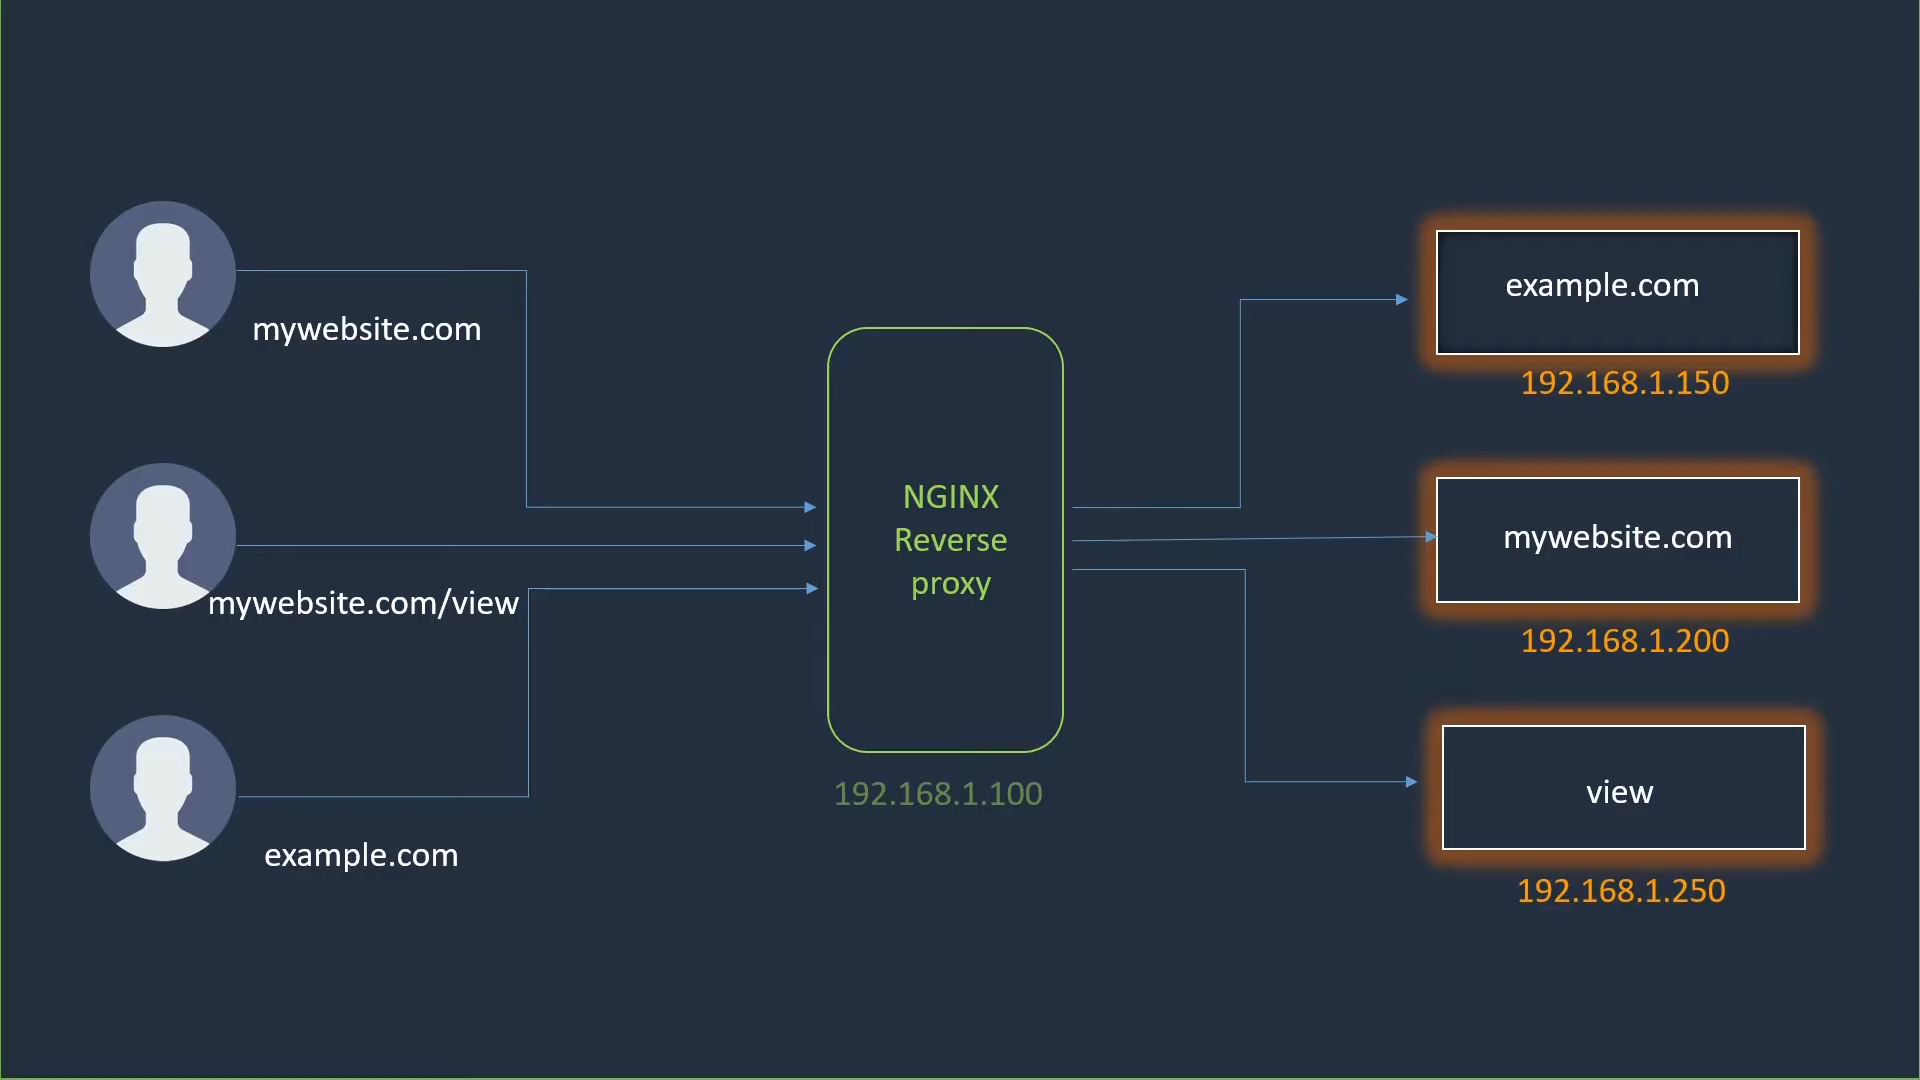 mywebsite.com
mywebsite.com/view
example.com
NGINX
Reverse
proxy
192.168.1.100
example.com
192.168.1.150
mywebsite.com
192.168.1.200
view
192.168.1.250